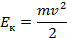 Eк = mv²/2